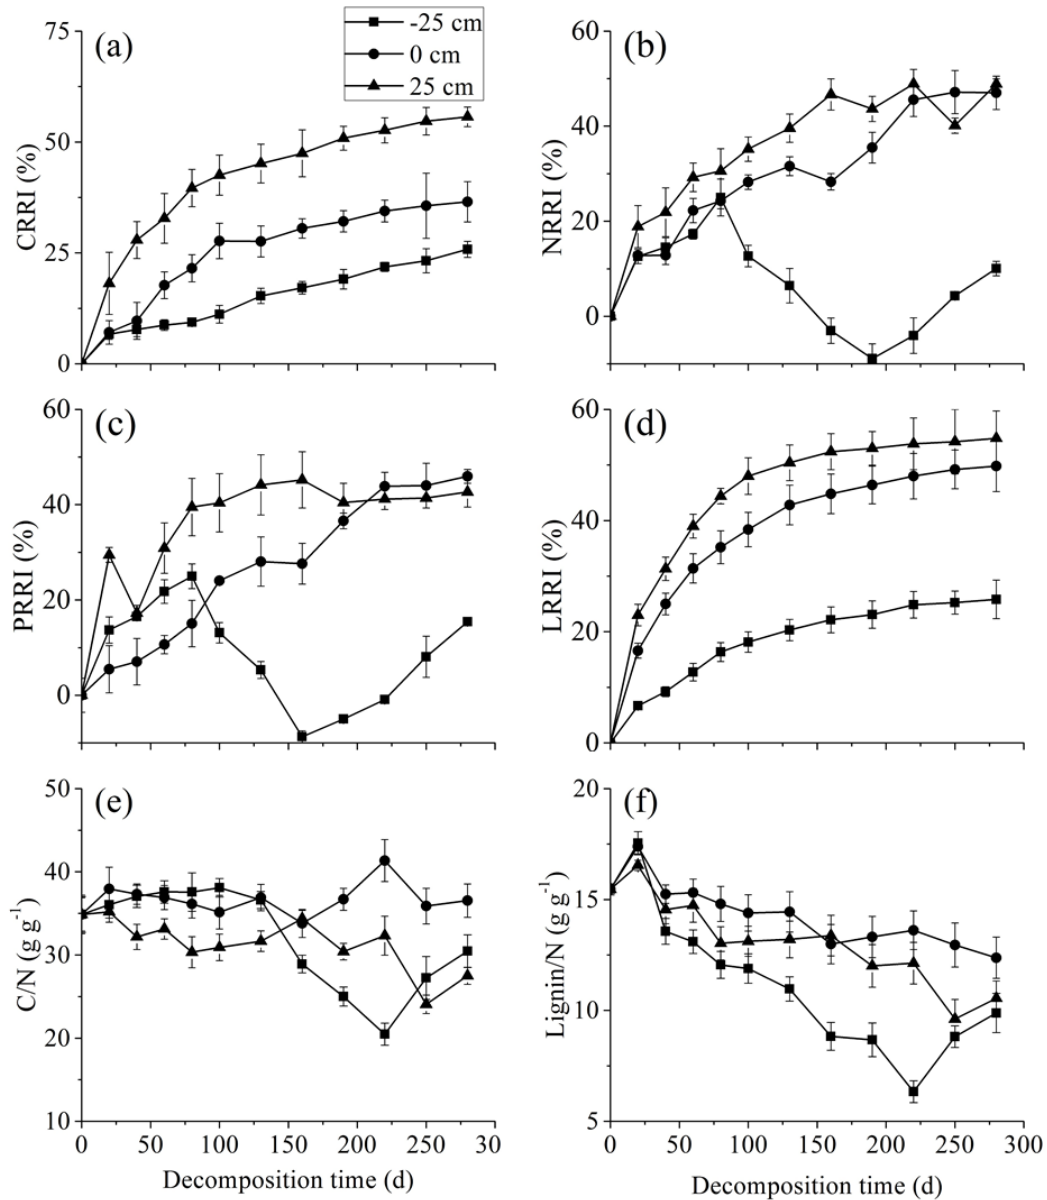 (a)
-25 cm
0 cm
25 cm
CRRI (%)
75
50
25
0
(b)
NRRI (%)
60
40
20
0
(c)
PRRI (%)
60
40
20
0
(d)
LRRI (%)
60
40
20
0
(e)
C/N (g g-1)
50
40
30
20
10
0 50 100 150 200 250 30
Decomposition time (d)
(f)
Lignin/N (g g-1)
20
15
10
5
0 50 100 150 200 250 300
Decomposition time (d)